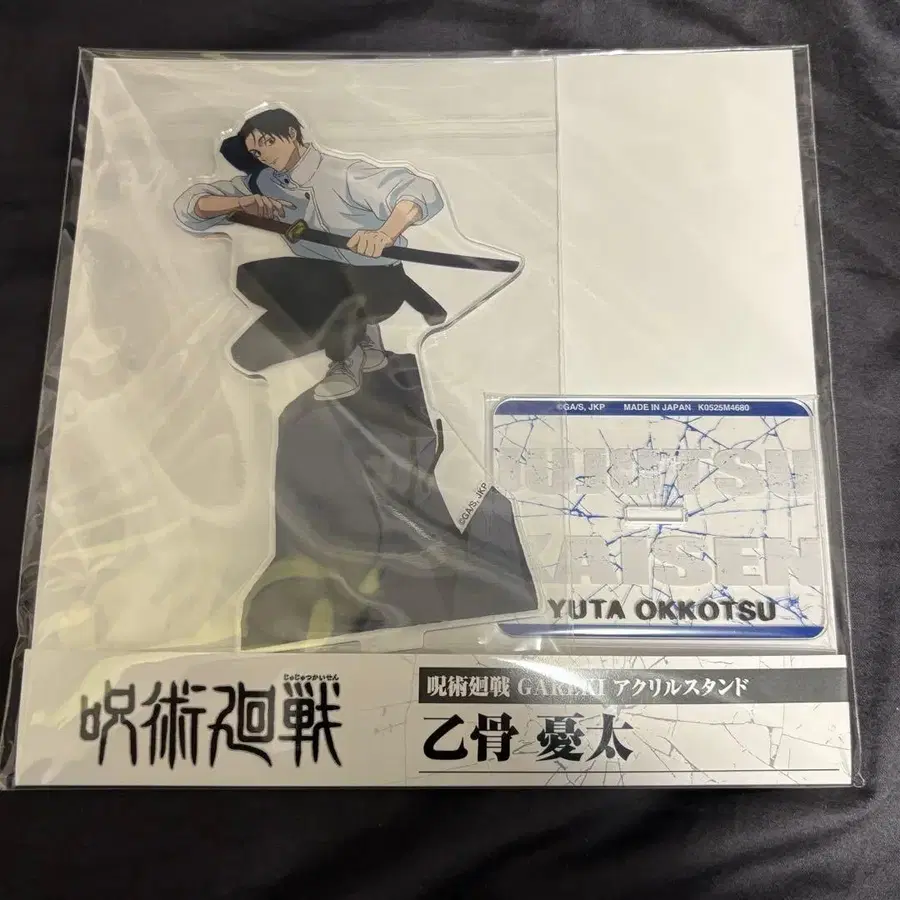 ©GA/S, JKP MADE IN JAPAN K0525M4680
JUJUTSU
KAISEN
©GA/S, JKP
YUTA OKKOTSU
じゅじゅつかいせん
呪術廻戦
呪術廻戦 GAREKI アクリルスタンド
乙骨 憂太